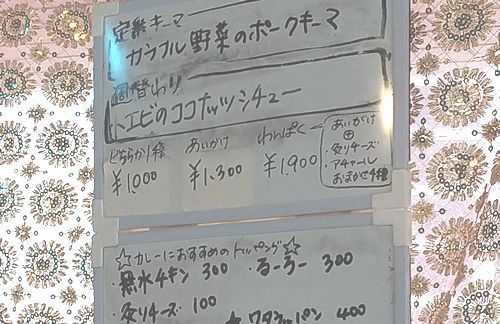 定番キーマ
カラフル野菜のポークキーマ
週替わり
エビのココナッツシチュー
どちらか1種 あいがけ わんぱく
¥1,000 ¥1,300 ¥1,900
あいがけ
+
・炙りチーズ
・アチャール
おまかせ4種
☆カレーにおすすめのトッピング☆
・無水チキン 300 ・ろーろー 300
・炙りチーズ 100
400